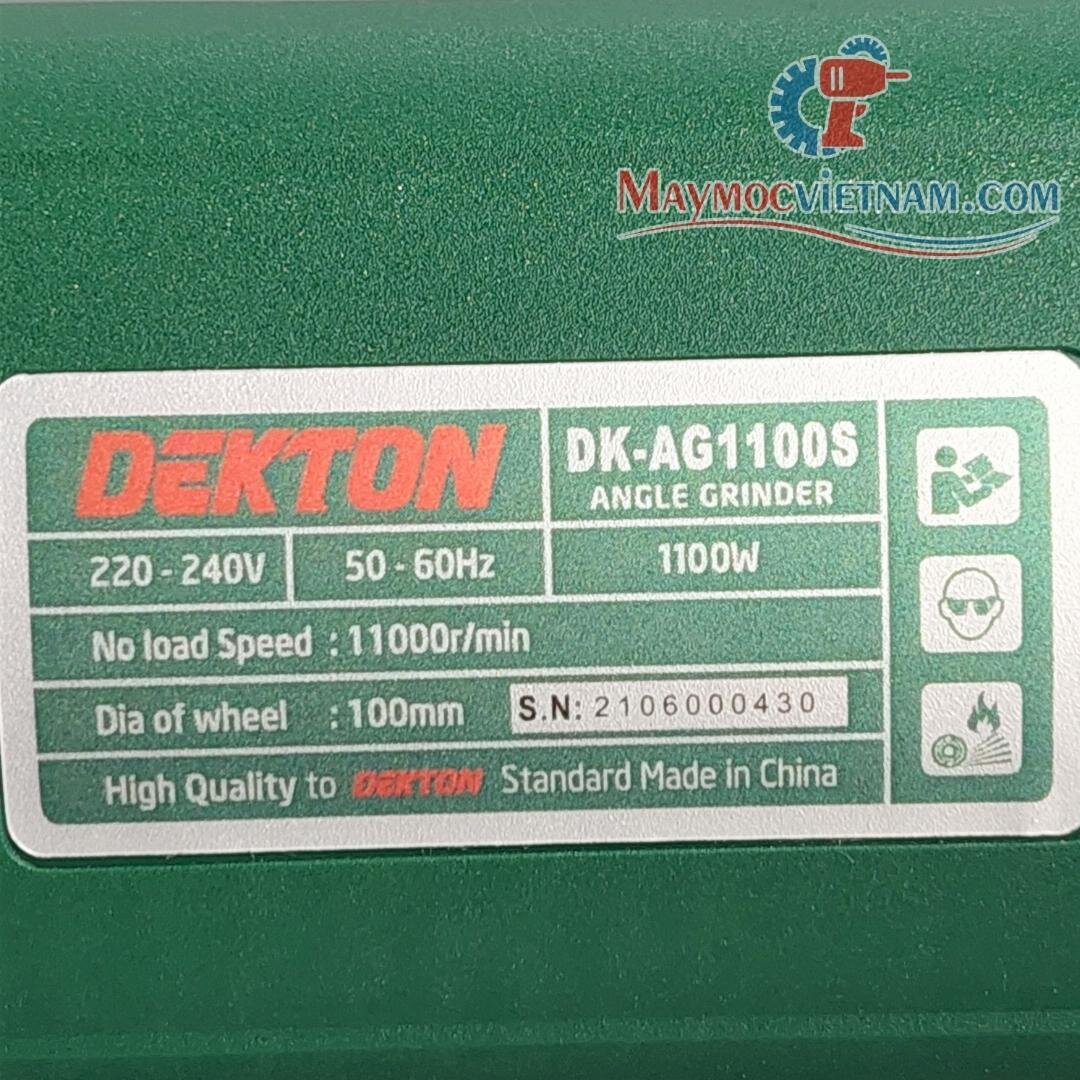 MAYMOCVIETNAM.COM
DEKTON
DK-AG1100S
ANGLE GRINDER
220 - 240V
50 - 60Hz
1100W
No load Speed : 11000r/min
Dia of wheel : 100mm
S.N: 2106000430
High Quality to DEKTON Standard Made in China